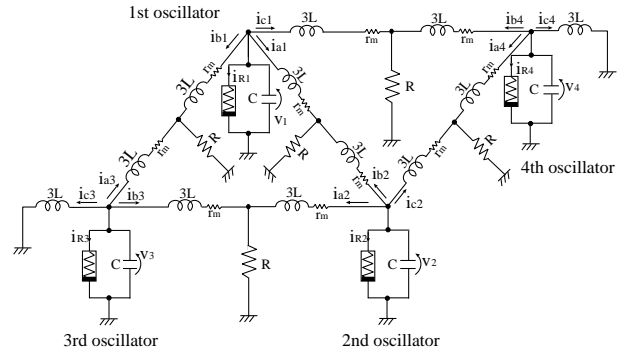 1st oscillator
ib1 ic1 3L rm 3L rm ib4 ic4 3L
ia1 ia4
3L rm iR1 C v1 3L rm R rm 3L iR4 C v4
R R R
3L rm 3L rm ib2 3L rm
4th oscillator
ic3 ia3 ib3 ia2 ic2
3L 3L rm 3L rm
iR3 C v3 R iR2 C v2
3rd oscillator 2nd oscillator